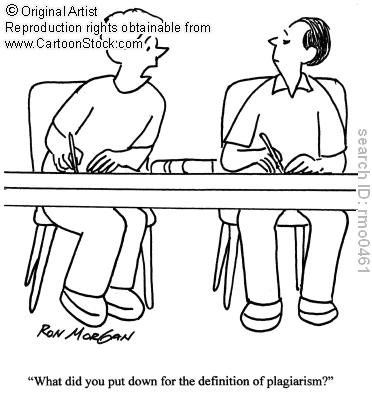 © Original Artist
Reproduction rights obtainable from
www.CartoonStock.com
search ID: rmo0461
RON MORGAN
“What did you put down for the definition of plagiarism?”